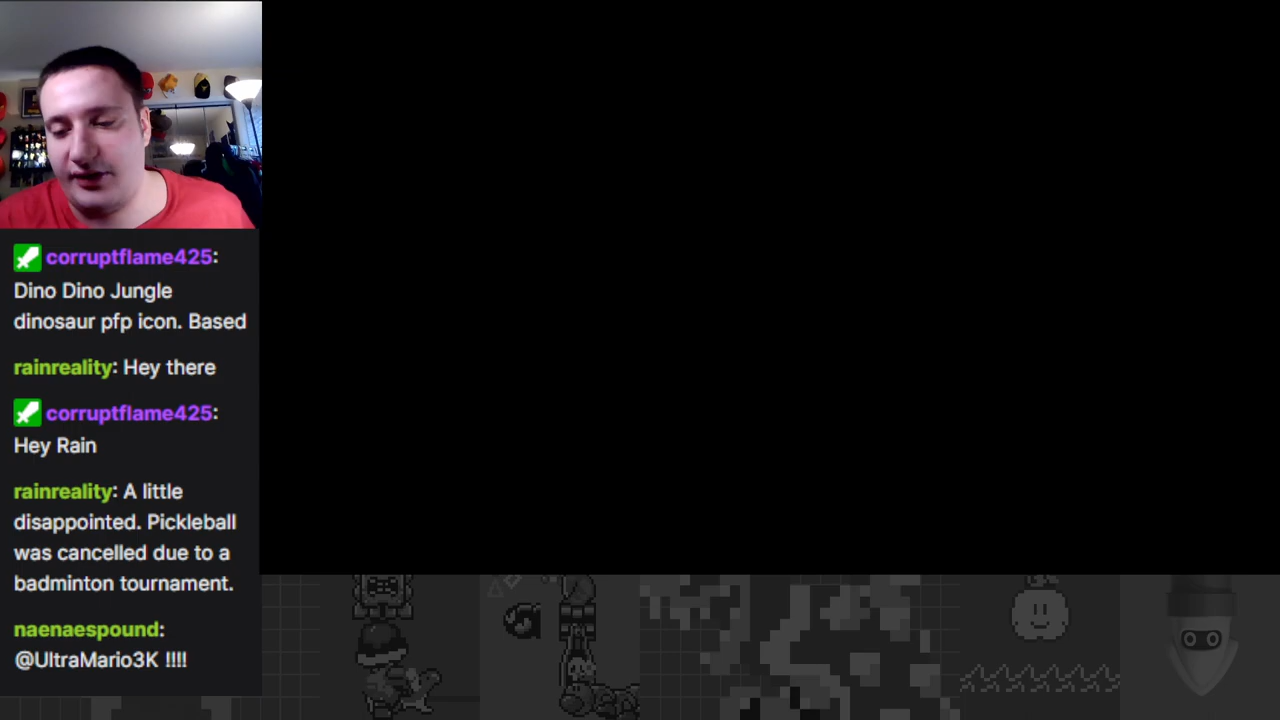 corruptflame425:
Dino Dino Jungle
dinosaur pfp icon. Based
rainreality: Hey there
corruptflame425:
Hey Rain
rainreality: A little
disappointed. Pickleball
was cancelled due to a
badminton tournament.
naenaespound:
@UltraMario3K !!!!